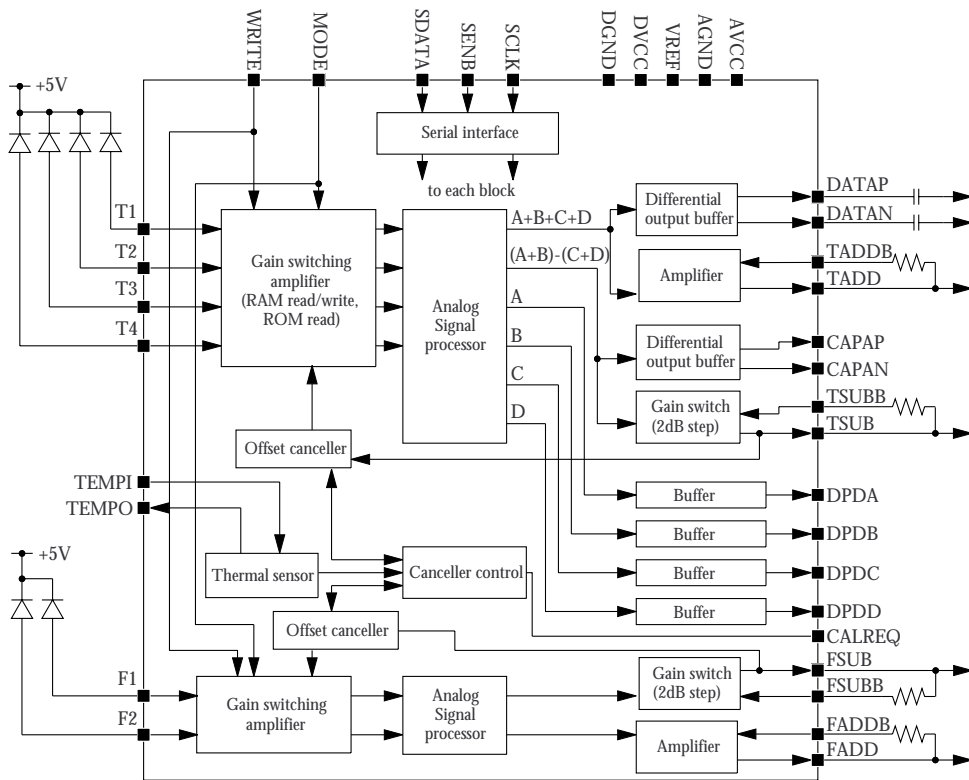 WRITE
MODE
SDATA
SENB
SCLK
DGND
DVCC
VREF
AGND
AVCC
+5V
Serial interface
to each block
T1
T2
T3
T4
Gain switching
amplifier
(RAM read/write,
ROM read)
Analog
Signal
processor
A+B+C+D
(A+B)-(C+D)
A
B
C
D
Differential
output buffer
DATAP
DATAN
Amplifier
TADDB
TADD
Differential
output buffer
CAPAP
CAPAN
Gain switch
(2dB step)
TSUBB
TSUB
Offset canceller
TEMPI
TEMPO
Buffer
DPDA
Buffer
DPDB
Buffer
DPDC
Buffer
DPDD
+5V
Thermal sensor
Canceller control
Offset canceller
CALREQ
F1
F2
Gain switching
amplifier
Analog
Signal
processor
Gain switch
(2dB step)
FSUB
FSUBB
Amplifier
FADDB
FADD